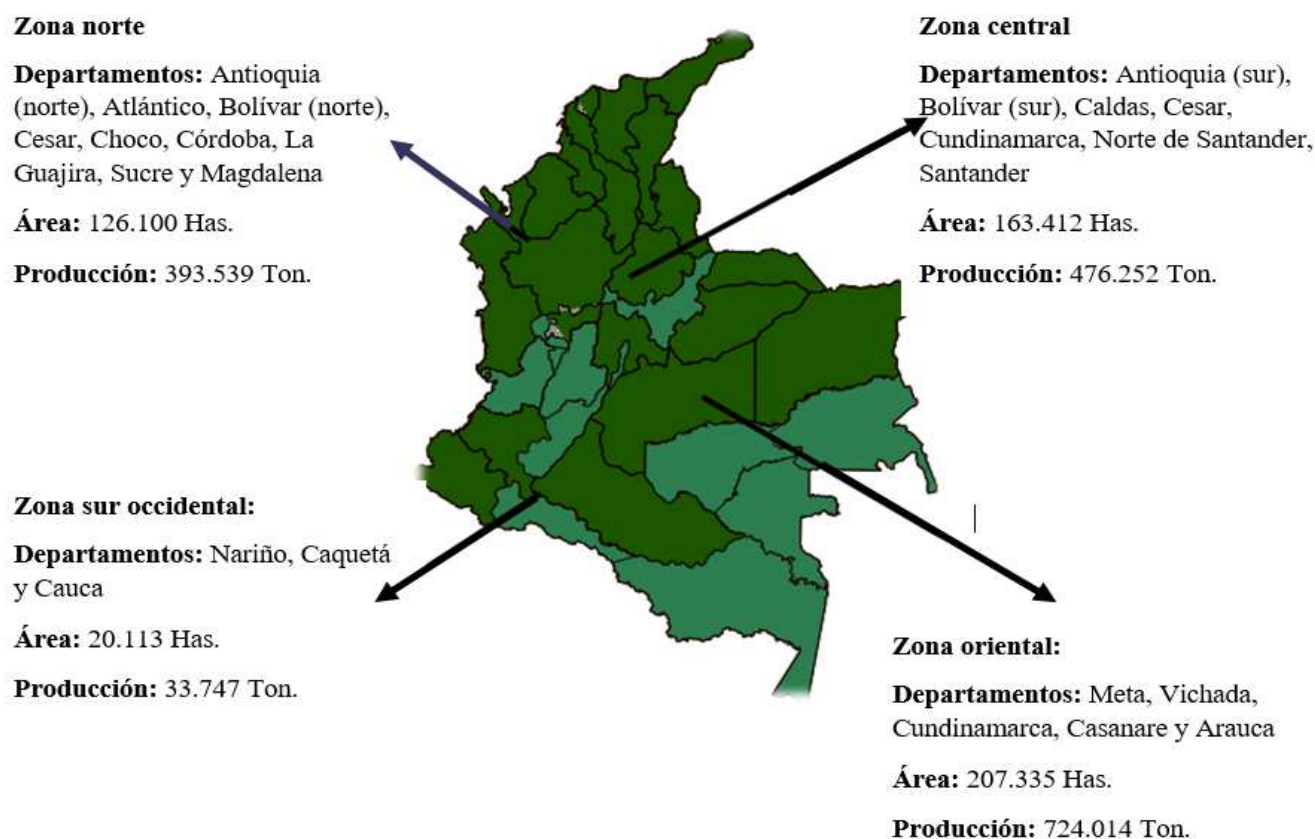 Zona norte
Departamentos: Antioquia
(norte), Atlántico, Bolívar (norte),
Cesar, Choco, Córdoba, La
Guajira, Sucre y Magdalena
Área: 126.100 Has.
Producción: 393.539 Ton.
Zona central
Departamentos: Antioquia (sur),
Bolívar (sur), Caldas, Cesar,
Cundinamarca, Norte de Santander,
Santander
Área: 163.412 Has.
Producción: 476.252 Ton.
Zona sur occidental:
Departamentos: Nariño, Caquetá
y Cauca
Área: 20.113 Has.
Producción: 33.747 Ton.
Zona oriental:
Departamentos: Meta, Vichada,
Cundinamarca, Casanare y Arauca
Área: 207.335 Has.
Producción: 724.014 Ton.